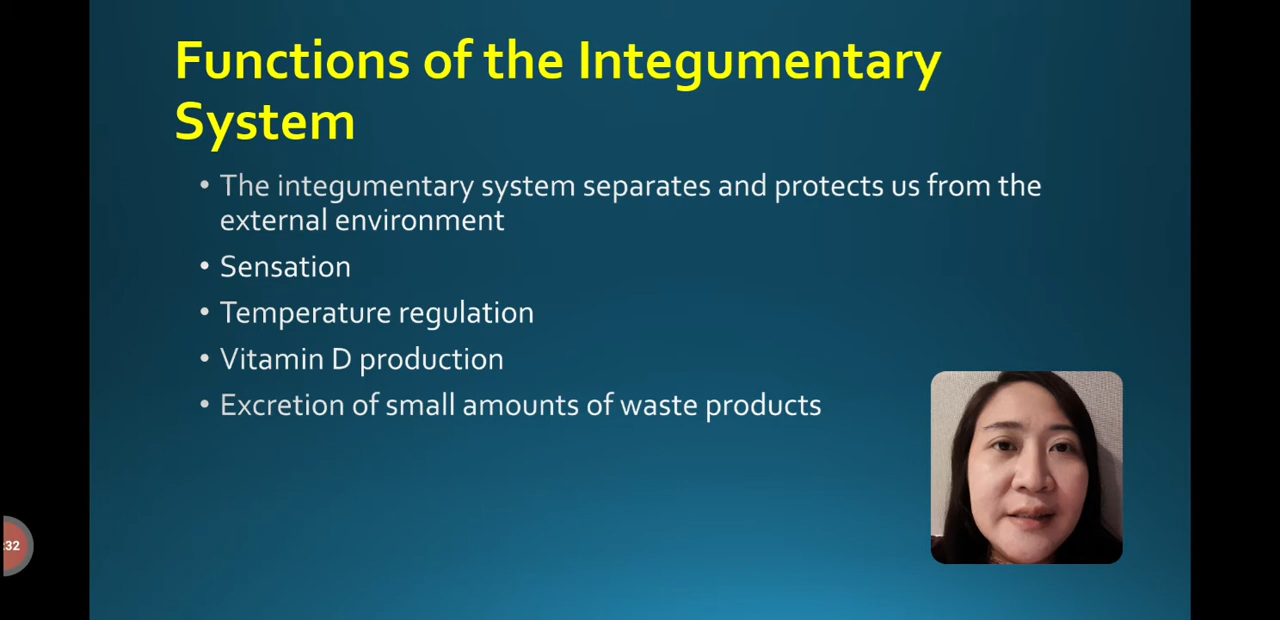 Functions of the Integumentary
System
• The integumentary system separates and protects us from the
external environment
• Sensation
• Temperature regulation
• Vitamin D production
• Excretion of small amounts of waste products
:32